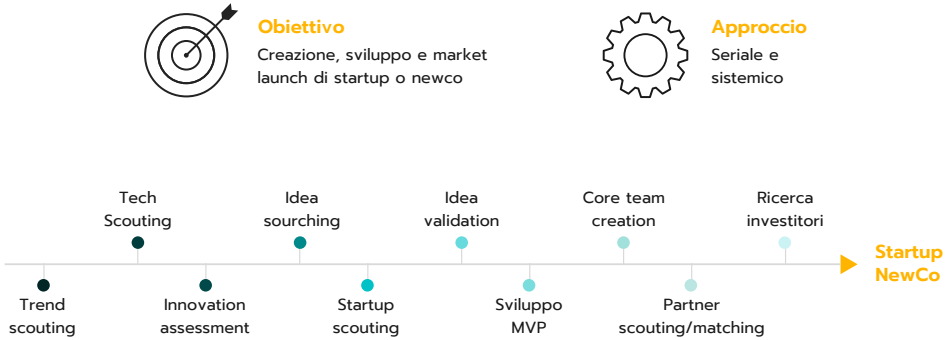 Obiettivo
Creazione, sviluppo e market
launch di startup o newco
Approccio
Seriale e
sistemico
Tech
Scouting
Idea
sourching
Idea
validation
Core team
creation
Ricerca
investitori
Startup
NewCo
Trend
scouting
Innovation
assessment
Startup
scouting
Sviluppo
MVP
Partner
scouting/matching